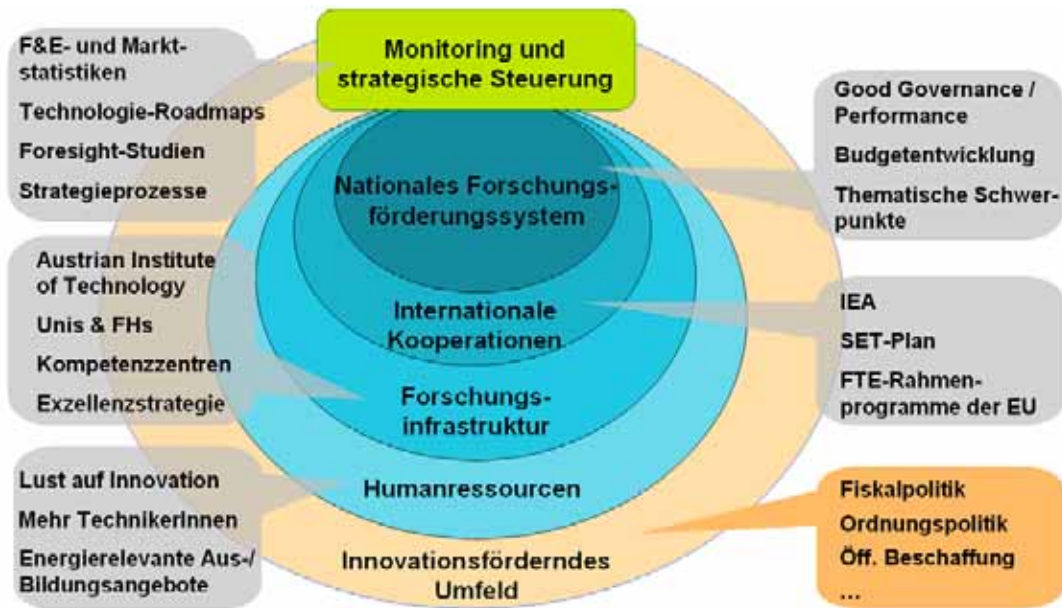 Monitoring und
strategische Steuerung
F&E- und Markt-
statistiken
Technologie-Roadmaps
Foresight-Studien
Strategieprozesse
Good Governance /
Performance
Budgetentwicklung
Thematische Schwer-
punkte
Nationales Forschungs-
förderungssystem
Austrian Institute
of Technology
Unis & FHs
Kompetenzzentren
Exzellenzstrategie
Internationale
Kooperationen
IEA
SET-Plan
FTE-Rahmen-
programme der EU
Forschungs-
infrastruktur
Lust auf Innovation
Mehr TechnikerInnen
Energierelevante Aus-/
Bildungsangebote
Humanressourcen
Fiskalpolitik
Ordnungspolitik
Öff. Beschaffung
...
Innovationsförderndes
Umfeld